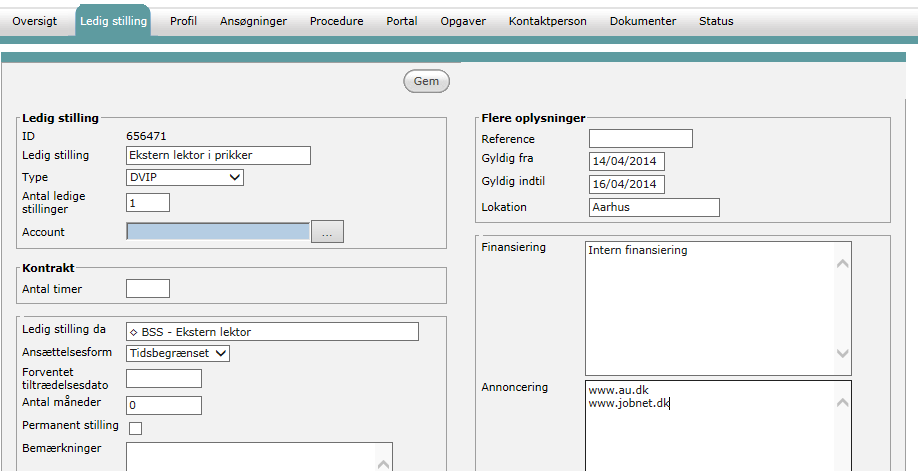 Oversigt Ledig stilling Profil Ansøgninger Procedure Portal Opgaver Kontaktperson Dokumenter Status
Gem
Ledig stilling
ID 656471
Ledig stilling Ekstern lektor i prikker
Type DVIP
Antal ledige
stillinger 1
Account ...
Kontrakt
Antal timer
Ledig stilling da BSS - Ekstern lektor
Ansættelsesform Tidsbegrænset
Forventet
tiltrædelsesdato
Antal måneder 0
Permanent stilling
Bemærkninger
Flere oplysninger
Reference
Gyldig fra 14/04/2014
Gyldig indtil 16/04/2014
Lokation Aarhus
Finansiering Intern finansiering
Annoncering www.au.dk
www.jobnet.dk